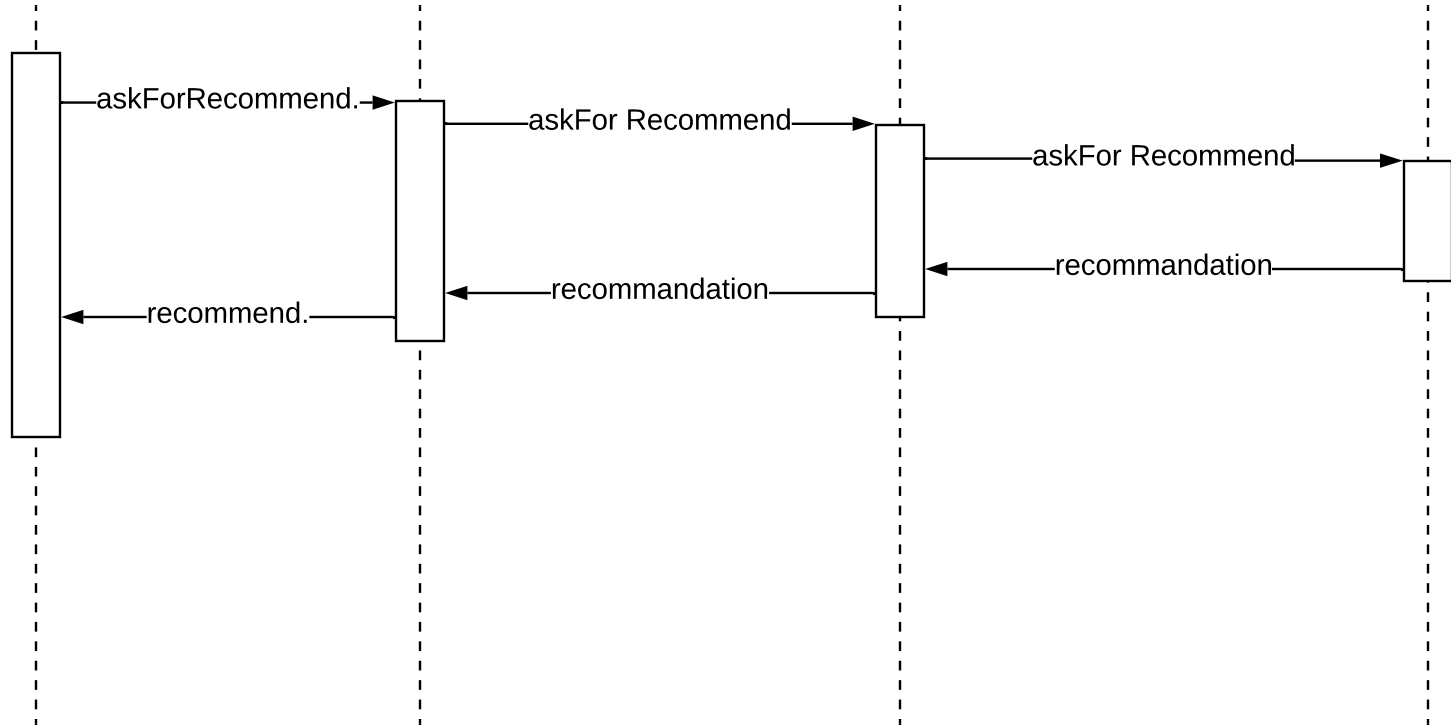 askForRecommend.
askFor Recommend
askFor Recommend
recommandation
recommandation
recommend.